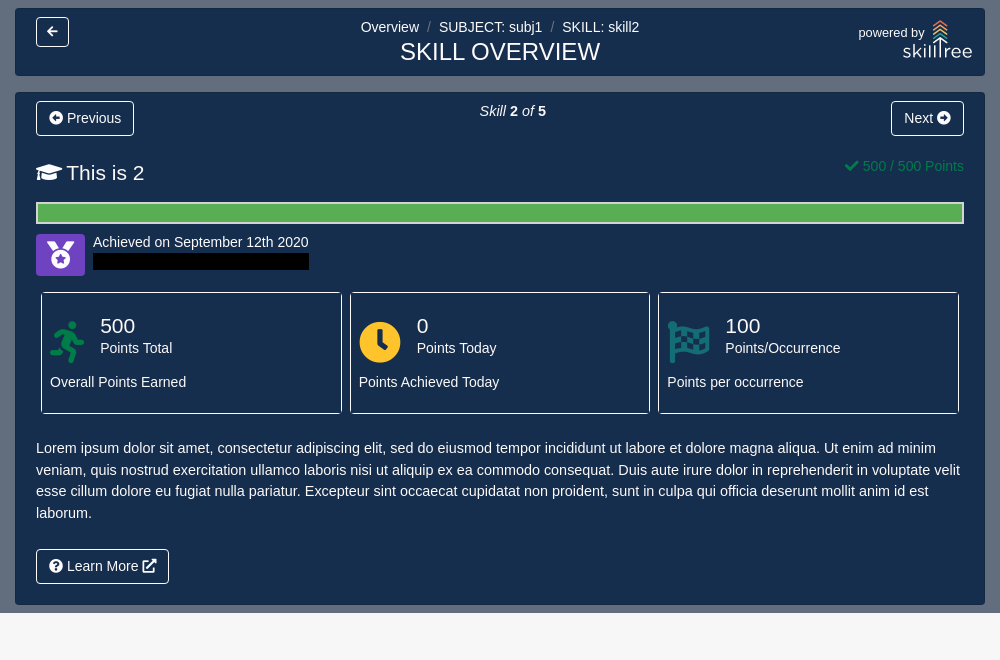 Overview / SUBJECT: subj1 / SKILL: skill2
SKILL OVERVIEW
powered by
skilltree
Previous
Skill 2 of 5
Next
This is 2
500 / 500 Points
Achieved on September 12th 2020
500
Points Total
Overall Points Earned
0
Points Today
Points Achieved Today
100
Points/Occurrence
Points per occurrence
Lorem ipsum dolor sit amet, consectetur adipiscing elit, sed do eiusmod tempor incididunt ut labore et dolore magna aliqua. Ut enim ad minim
veniam, quis nostrud exercitation ullamco laboris nisi ut aliquip ex ea commodo consequat. Duis aute irure dolor in reprehenderit in voluptate velit
esse cillum dolore eu fugiat nulla pariatur. Excepteur sint occaecat cupidatat non proident, sunt in culpa qui officia deserunt mollit anim id est
laborum.
Learn More